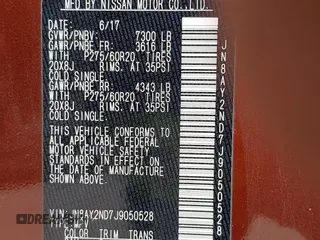 MFD BY NISSAN MOTOR CO., LTD.
DATE: 6/17
GVWR/PNBV: 7300 LB
GAWR/PNBE FR: 3616 LB
WITH P275/60R20 TIRES
20X8J RIMS. AT 35PSI
COLD SINGLE
GAWR/PNBE RR: 4343 LB
WITH P275/60R20 TIRES
20X8J RIMS. AT 35PSI
COLD SINGLE
THIS VEHICLE CONFORMS TO ALL
APPLICABLE FEDERAL
MOTOR VEHICLE SAFETY
STANDARDS IN EFFECT ON THE
DATE OF MANUFACTURE SHOWN
ABOVE.
VIN: JN8AY2ND7J9050528
COLOR TRIM TRANS
JN8AY2ND7J9050528